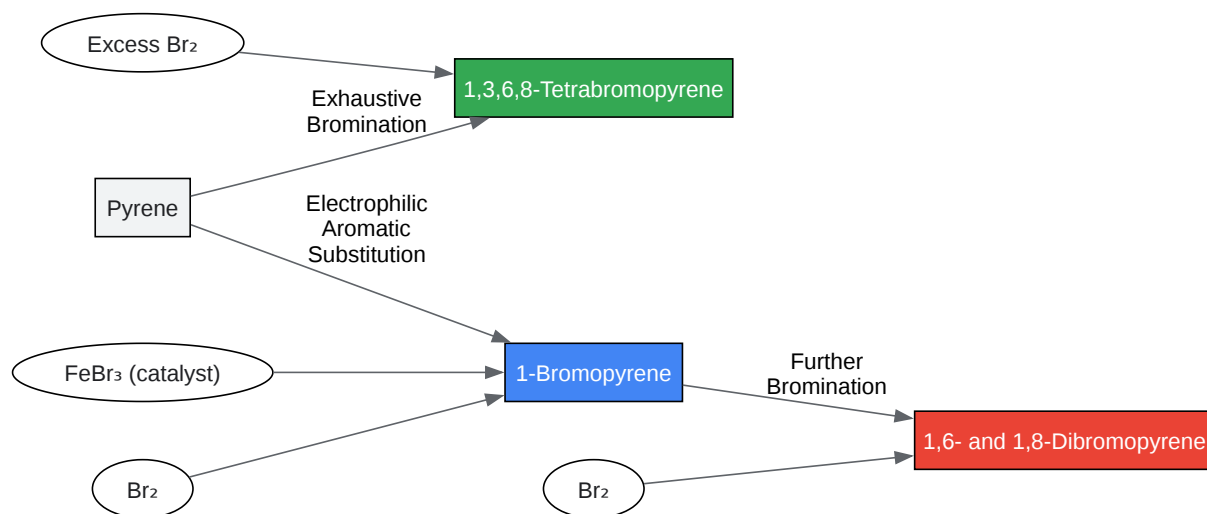 Excess Br₂
1,3,6,8-Tetrabromopyrene
Exhaustive
Bromination
Pyrene
Electrophilic
Aromatic
Substitution
FeBr₃ (catalyst)
1-Bromopyrene
Further
Bromination
1,6- and 1,8-Dibromopyrene
Br₂
Br₂